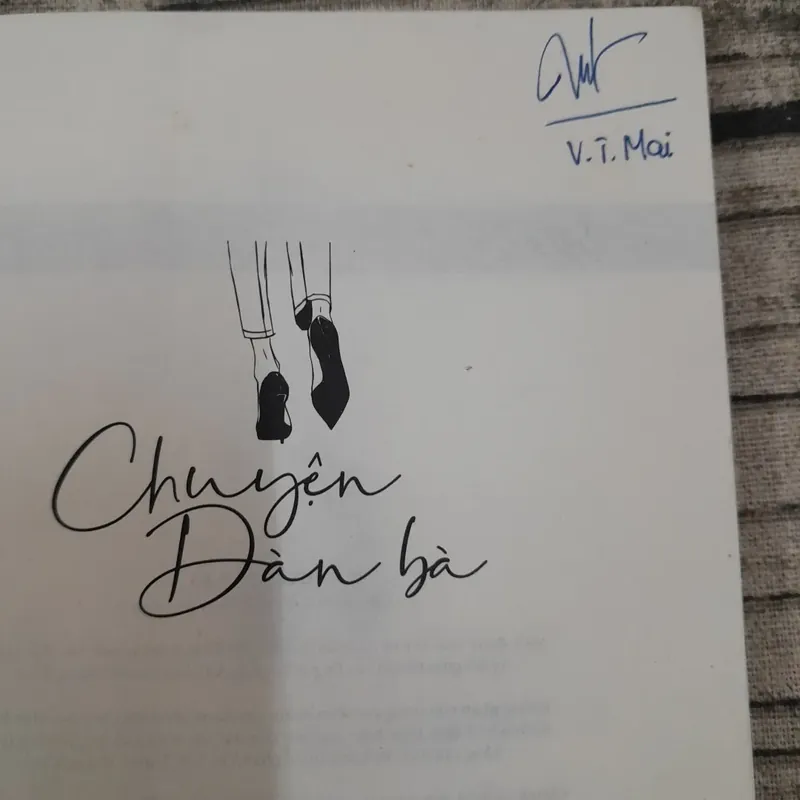 V.T.Mai
Chuyện
Đàn bà